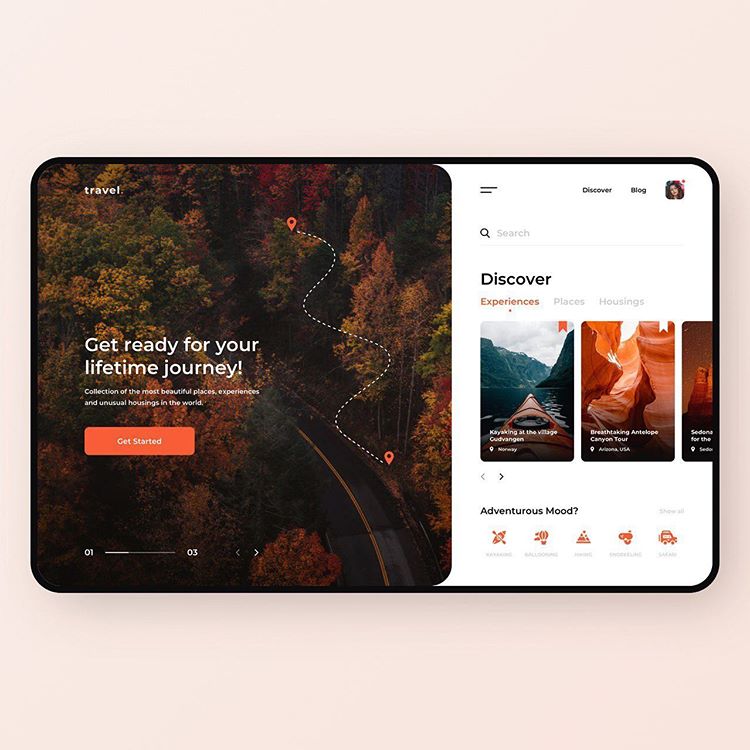 travel.
Get ready for your
lifetime journey!
Collection of the most beautiful places, experiences
and unusual housings in the world.
Get Started
01
03
Discover Blog
Search
Discover
Experiences Places Housings
Kayaking at the village
Gudvangen
Norway
Breathtaking Antelope
Canyon Tour
Arizona, USA
Sedona
for the
Sedo
Adventurous Mood?
Show all
KAYAKING BALLOONING HIKING SNORKELING SAFARI